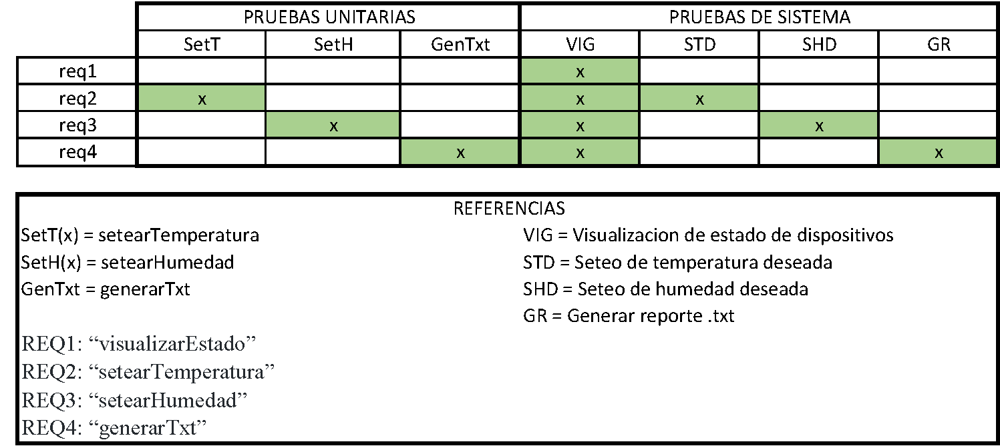 PRUEBAS UNITARIAS PRUEBAS DE SISTEMA
SetT SetH GenTxt VIG STD SHD GR
req1 x
req2 x x x
req3 x x x
req4 x x x
REFERENCIAS
SetT(x) = setearTemperatura VIG = Visualizacion de estado de dispositivos
SetH(x) = setearHumedad STD = Seteo de temperatura deseada
GenTxt = generarTxt SHD = Seteo de humedad deseada
GR = Generar reporte .txt
REQ1: “visualizarEstado”
REQ2: “setearTemperatura”
REQ3: “setearHumedad”
REQ4: “generarTxt”